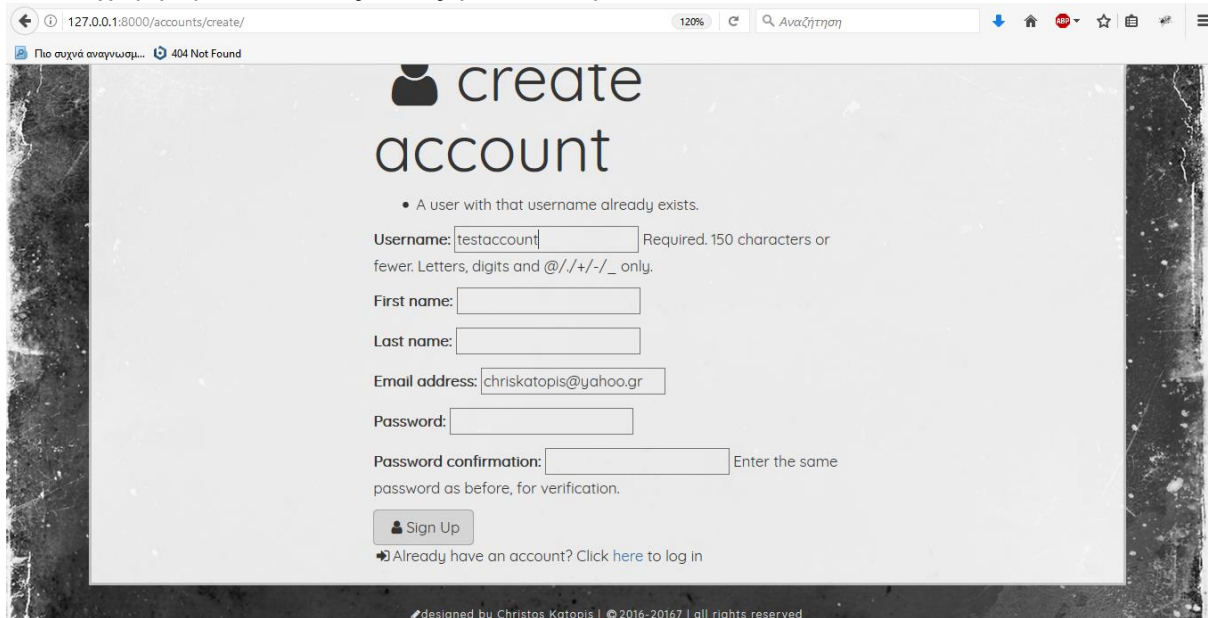 127.0.0.1:8000/accounts/create/
120%
Αναζήτηση
ABP
Πιο συχνά αναγνωσμ...
404 Not Found
create
account
• A user with that username already exists.
Username: testaccount Required. 150 characters or
fewer. Letters, digits and @/./+/-/_ only.
First name:
Last name:
Email address: chriskatopis@yahoo.gr
Password:
Password confirmation: Enter the same
password as before, for verification.
Sign Up
Already have an account? Click here to log in
designed by Christos Katopis | © 2016-20167 | all rights reserved